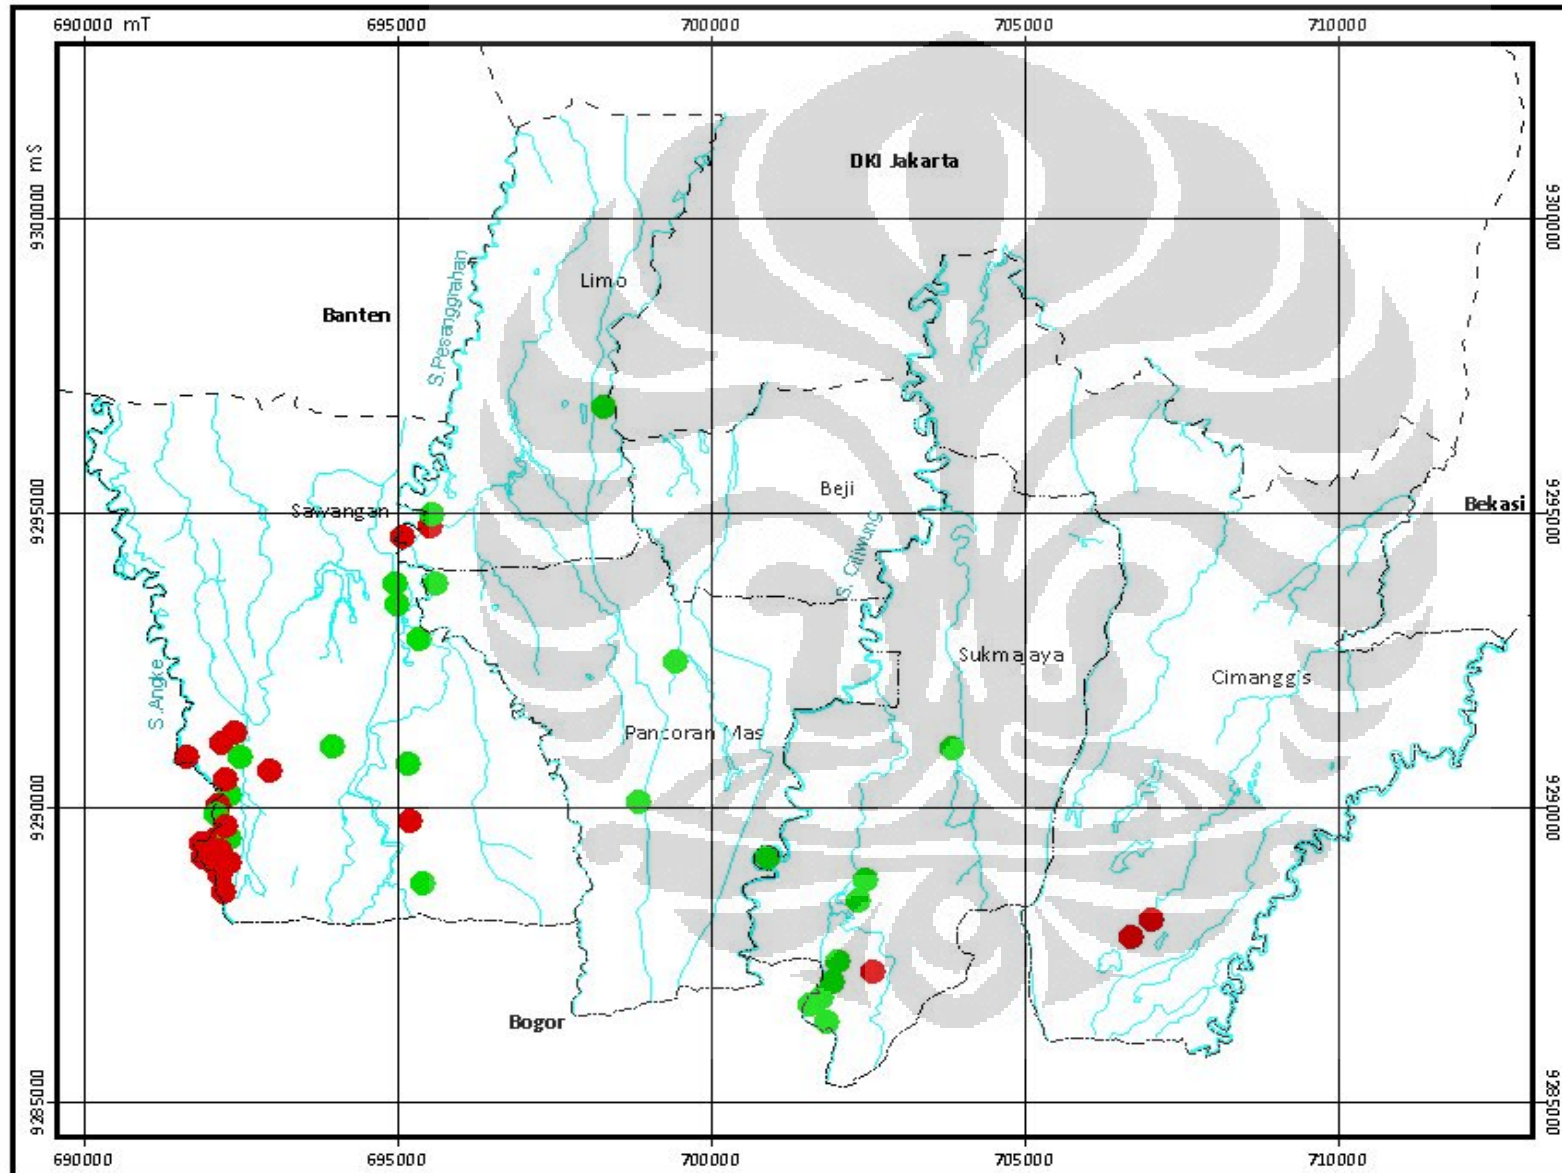 690000 mT 695000 700000 705000 710000
9300000 mS
9300000
DKI Jakarta
Limo
Banten
S.Pesanggrahan
Beji
Sawangan
9295000
9295000
Bekasi
S. Ciliwung
Sukmajaya
Cimanggis
S.Angke
Pancoran Mas
9290000
9290000
Bogor
9285000
9285000
690000 695000 700000 705000 710000